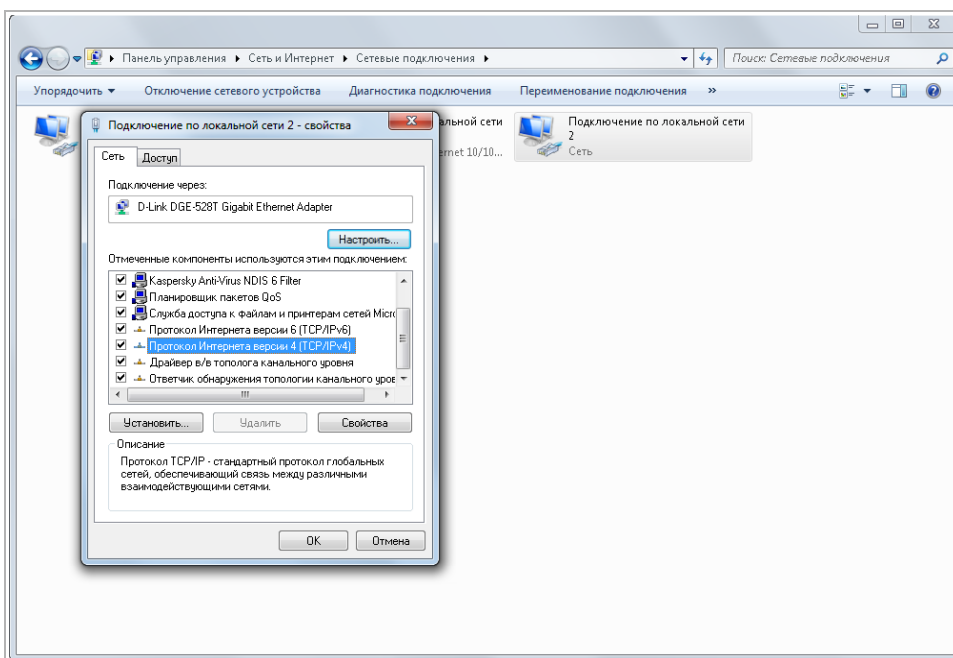 Панель управления ▸ Сеть и Интернет ▸ Сетевые подключения ▸
Поиск: Сетевые подключения
Упорядочить ▾ Отключение сетевого устройства Диагностика подключения Переименование подключения »
альной сети
ernet 10/10...
Подключение по локальной сети
2
Сеть
Подключение по локальной сети 2 - свойства
Сеть Доступ
Подключение через:
D-Link DGE-528T Gigabit Ethernet Adapter
Настроить...
Отмеченные компоненты используются этим подключением:
Kaspersky Anti-Virus NDIS 6 Filter
Планировщик пакетов QoS
Служба доступа к файлам и принтерам сетей Micro
Протокол Интернета версии 6 (TCP/IPv6)
Протокол Интернета версии 4 (TCP/IPv4)
Драйвер в/в тополога канального уровня
Ответчик обнаружения топологии канального уров
Установить... Удалить Свойства
Описание
Протокол TCP/IP - стандартный протокол глобальных
сетей, обеспечивающий связь между различными
взаимодействующими сетями.
OK Отмена